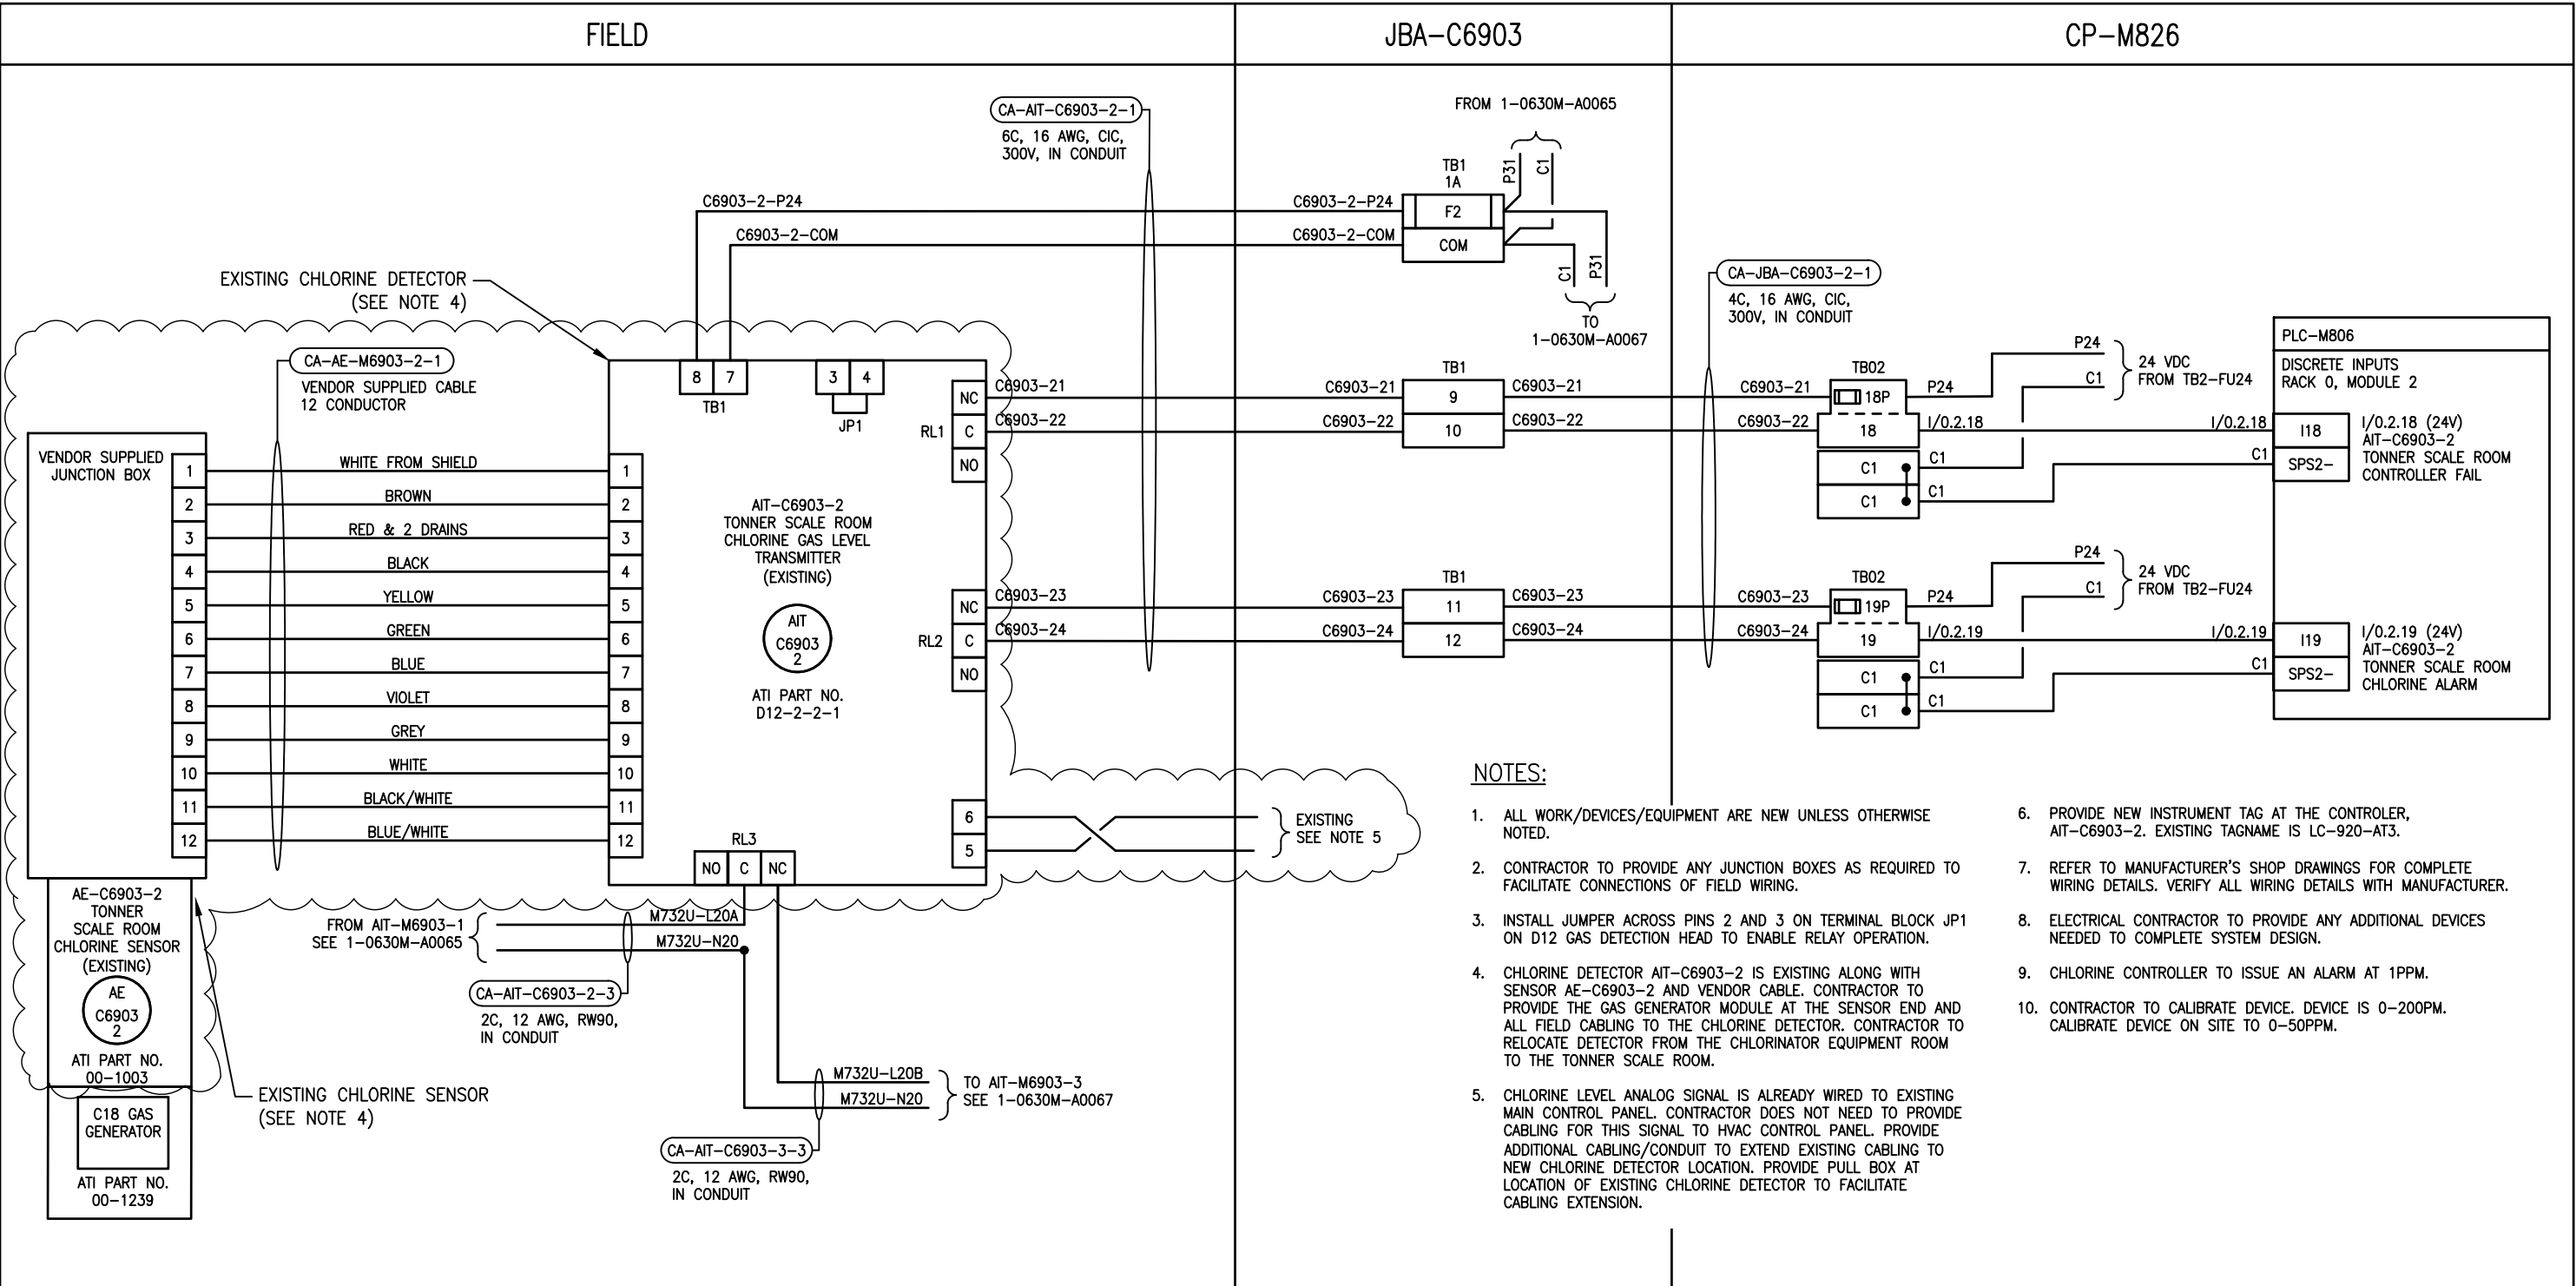 FIELD
JBA-C6903
CP-M826
CA-AIT-C6903-2-1
6C, 16 AWG, CIC,
300V, IN CONDUIT
FROM 1-0630M-A0065
P31
C1
TB1
1A
F2
COM
C6903-2-P24
C6903-2-P24
C6903-2-COM
C6903-2-COM
C1
P31
TO
1-0630M-A0067
EXISTING CHLORINE DETECTOR
(SEE NOTE 4)
CA-JBA-C6903-2-1
4C, 16 AWG, CIC,
300V, IN CONDUIT
CA-AE-M6903-2-1
VENDOR SUPPLIED CABLE
12 CONDUCTOR
VENDOR SUPPLIED
JUNCTION BOX
1
WHITE FROM SHIELD
1
2
BROWN
2
3
RED & 2 DRAINS
3
4
BLACK
4
5
YELLOW
5
6
GREEN
6
7
BLUE
7
8
VIOLET
8
9
GREY
9
10
WHITE
10
11
BLACK/WHITE
11
12
BLUE/WHITE
12
8
7
TB1
3
4
JP1
RL1
NC
C
NO
C6903-21
C6903-22
C6903-21
C6903-22
TB1
9
10
C6903-21
C6903-22
C6903-21
C6903-22
TB02
18P
18
C1
C1
P24
P24
C1
24 VDC
FROM TB2-FU24
I/0.2.18
I/0.2.18
C1
C1
C1
PLC-M806
DISCRETE INPUTS
RACK 0, MODULE 2
I18
SPS2-
I/0.2.18 (24V)
AIT-C6903-2
TONNER SCALE ROOM
CONTROLLER FAIL
AIT-C6903-2
TONNER SCALE ROOM
CHLORINE GAS LEVEL
TRANSMITTER
(EXISTING)
AIT
C6903
2
ATI PART NO.
D12-2-2-1
RL2
NC
C
NO
C6903-23
C6903-24
C6903-23
C6903-24
TB1
11
12
C6903-23
C6903-24
C6903-23
C6903-24
TB02
19P
19
C1
C1
P24
P24
C1
24 VDC
FROM TB2-FU24
I/0.2.19
I/0.2.19
C1
C1
C1
I19
SPS2-
I/0.2.19 (24V)
AIT-C6903-2
TONNER SCALE ROOM
CHLORINE ALARM
6
5
EXISTING
SEE NOTE 5
RL3
NO
C
NC
AE-C6903-2
TONNER
SCALE ROOM
CHLORINE SENSOR
(EXISTING)
AE
C6903
2
ATI PART NO.
00-1003
C18 GAS
GENERATOR
ATI PART NO.
00-1239
EXISTING CHLORINE SENSOR
(SEE NOTE 4)
FROM AIT-M6903-1
SEE 1-0630M-A0065
M732U-L20A
M732U-N20
CA-AIT-C6903-2-3
2C, 12 AWG, RW90,
IN CONDUIT
M732U-L20B
M732U-N20
TO AIT-M6903-3
SEE 1-0630M-A0067
CA-AIT-C6903-3-3
2C, 12 AWG, RW90,
IN CONDUIT
NOTES:
1. ALL WORK/DEVICES/EQUIPMENT ARE NEW UNLESS OTHERWISE
NOTED.
2. CONTRACTOR TO PROVIDE ANY JUNCTION BOXES AS REQUIRED TO
FACILITATE CONNECTIONS OF FIELD WIRING.
3. INSTALL JUMPER ACROSS PINS 2 AND 3 ON TERMINAL BLOCK JP1
ON D12 GAS DETECTION HEAD TO ENABLE RELAY OPERATION.
4. CHLORINE DETECTOR AIT-C6903-2 IS EXISTING ALONG WITH
SENSOR AE-C6903-2 AND VENDOR CABLE. CONTRACTOR TO
PROVIDE THE GAS GENERATOR MODULE AT THE SENSOR END AND
ALL FIELD CABLING TO THE CHLORINE DETECTOR. CONTRACTOR TO
RELOCATE DETECTOR FROM THE CHLORINATOR EQUIPMENT ROOM
TO THE TONNER SCALE ROOM.
5. CHLORINE LEVEL ANALOG SIGNAL IS ALREADY WIRED TO EXISTING
MAIN CONTROL PANEL. CONTRACTOR DOES NOT NEED TO PROVIDE
CABLING FOR THIS SIGNAL TO HVAC CONTROL PANEL. PROVIDE
ADDITIONAL CABLING/CONDUIT TO EXTEND EXISTING CABLING TO
NEW CHLORINE DETECTOR LOCATION. PROVIDE PULL BOX AT
LOCATION OF EXISTING CHLORINE DETECTOR TO FACILITATE
CABLING EXTENSION.
6. PROVIDE NEW INSTRUMENT TAG AT THE CONTROLER,
AIT-C6903-2. EXISTING TAGNAME IS LC-920-AT3.
7. REFER TO MANUFACTURER'S SHOP DRAWINGS FOR COMPLETE
WIRING DETAILS. VERIFY ALL WIRING DETAILS WITH MANUFACTURER.
8. ELECTRICAL CONTRACTOR TO PROVIDE ANY ADDITIONAL DEVICES
NEEDED TO COMPLETE SYSTEM DESIGN.
9. CHLORINE CONTROLLER TO ISSUE AN ALARM AT 1PPM.
10. CONTRACTOR TO CALIBRATE DEVICE. DEVICE IS 0-200PM.
CALIBRATE DEVICE ON SITE TO 0-50PPM.